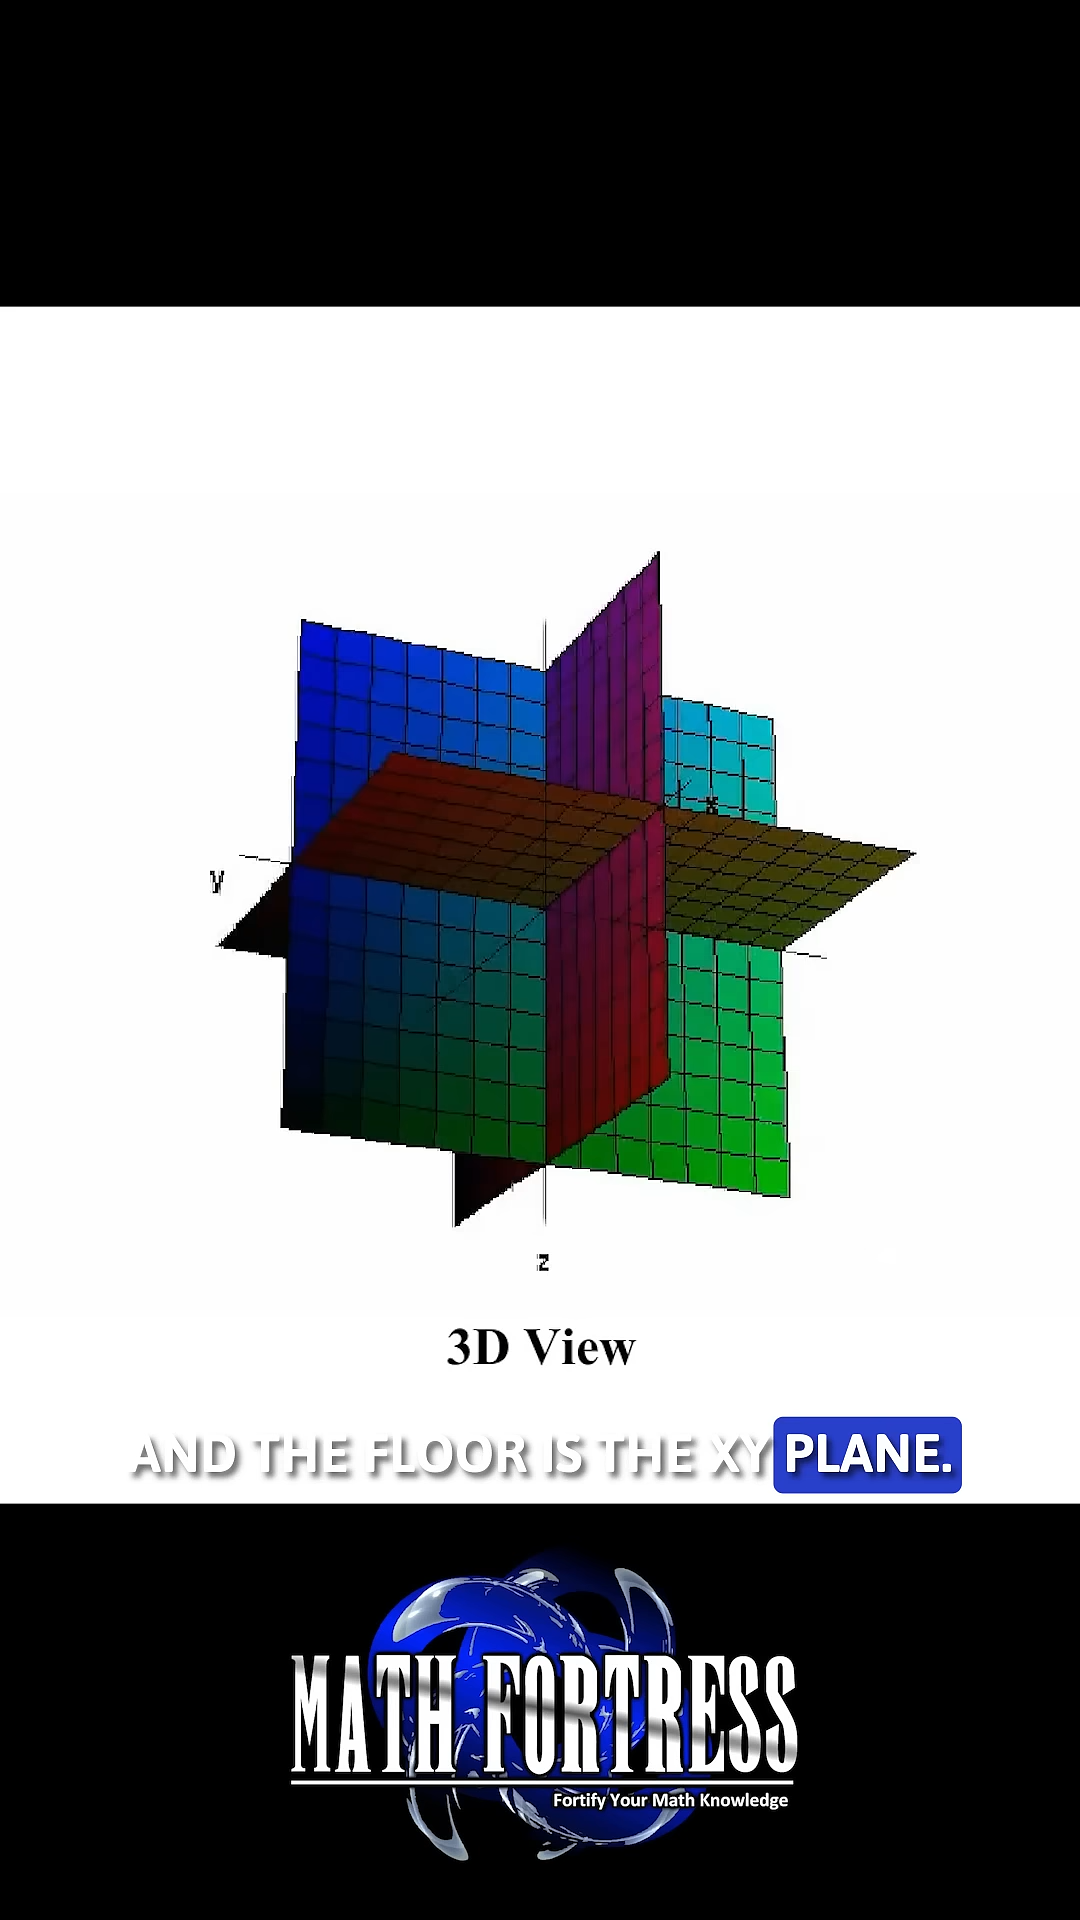 x
y
z
3D View
AND THE FLOOR IS THE XY PLANE.
MATH FORTRESS
Fortify Your Math Knowledge